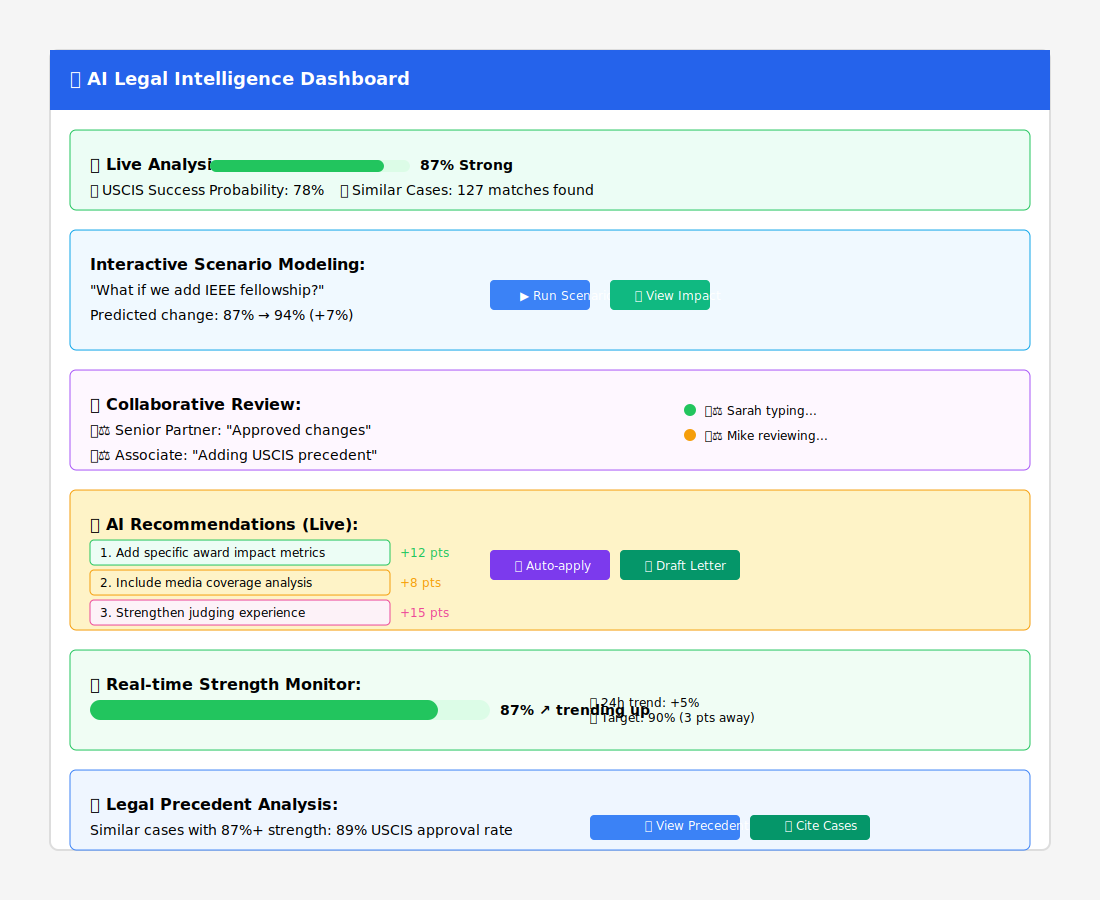 AI Legal Intelligence Dashboard
Live Analysi
87% Strong
USCIS Success Probability: 78% Similar Cases: 127 matches found
Interactive Scenario Modeling:
"What if we add IEEE fellowship?"
▶ Run Scen
View Impac
Predicted change: 87% → 94% (+7%)
Collaborative Review:
⚖ Sarah typing...
⚖ Senior Partner: "Approved changes"
⚖ Mike reviewing...
⚖ Associate: "Adding USCIS precedent"
AI Recommendations (Live):
1. Add specific award impact metrics +12 pts
Auto-apply
Draft Letter
2. Include media coverage analysis +8 pts
3. Strengthen judging experience +15 pts
Real-time Strength Monitor:
87% ↗ trending up
24h trend: +5%
Target: 90% (3 pts away)
Legal Precedent Analysis:
Similar cases with 87%+ strength: 89% USCIS approval rate
View Preceden
Cite Cases